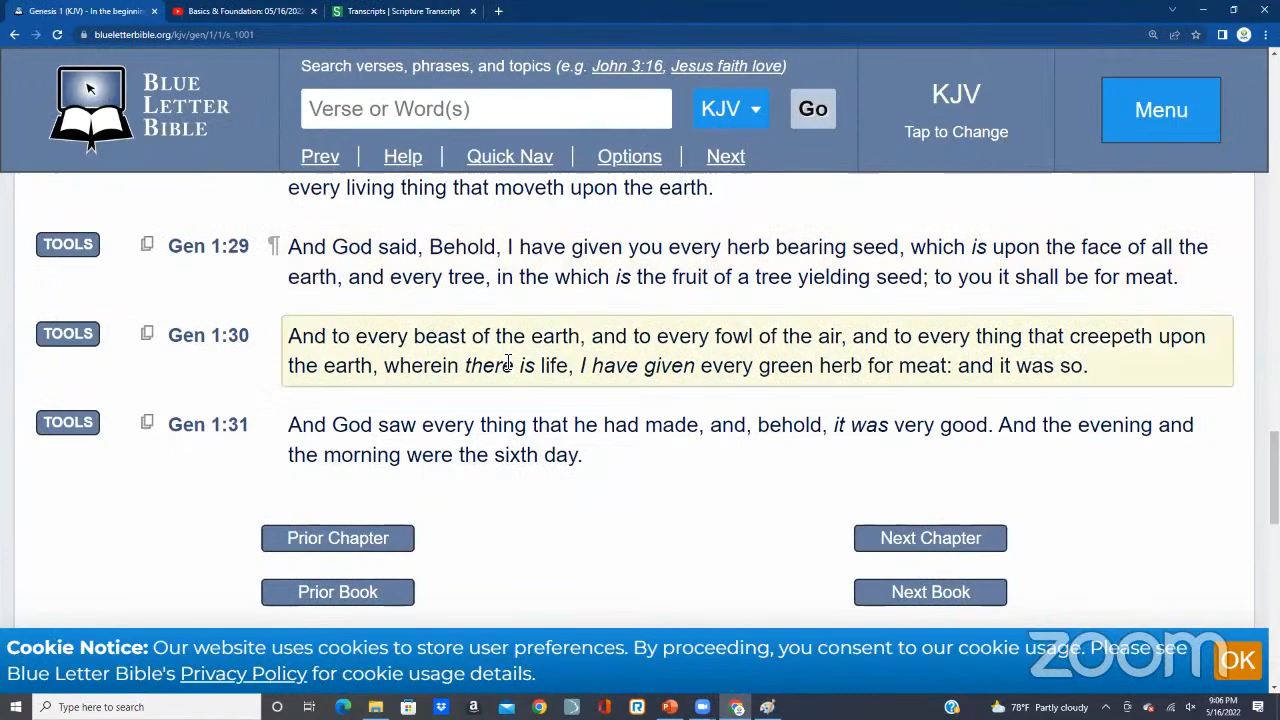 Genesis 1 (KJV) - In the beginnin
Basics & Foundation: 05/16/2022
Transcripts | Scripture Transcript
blueletterbible.org/kjv/gen/1/1/s_1001
BLUE
LETTER
BIBLE
Search verses, phrases, and topics (e.g. John 3:16, Jesus faith love)
Verse or Word(s)
KJV
Go
Prev
Help
Quick Nav
Options
Next
KJV
Tap to Change
Menu
every living thing that moveth upon the earth.
TOOLS Gen 1:29 ¶ And God said, Behold, I have given you every herb bearing seed, which is upon the face of all the
earth, and every tree, in the which is the fruit of a tree yielding seed; to you it shall be for meat.
TOOLS Gen 1:30 And to every beast of the earth, and to every fowl of the air, and to every thing that creepeth upon
the earth, wherein there is life, I have given every green herb for meat: and it was so.
TOOLS Gen 1:31 And God saw every thing that he had made, and, behold, it was very good. And the evening and
the morning were the sixth day.
Prior Chapter
Next Chapter
Prior Book
Next Book
Cookie Notice: Our website uses cookies to store user preferences. By proceeding, you consent to our cookie usage. Please see
Blue Letter Bible's Privacy Policy for cookie usage details.
OK
zoom
Type here to search
78°F Partly cloudy
9:06 PM
5/16/2022